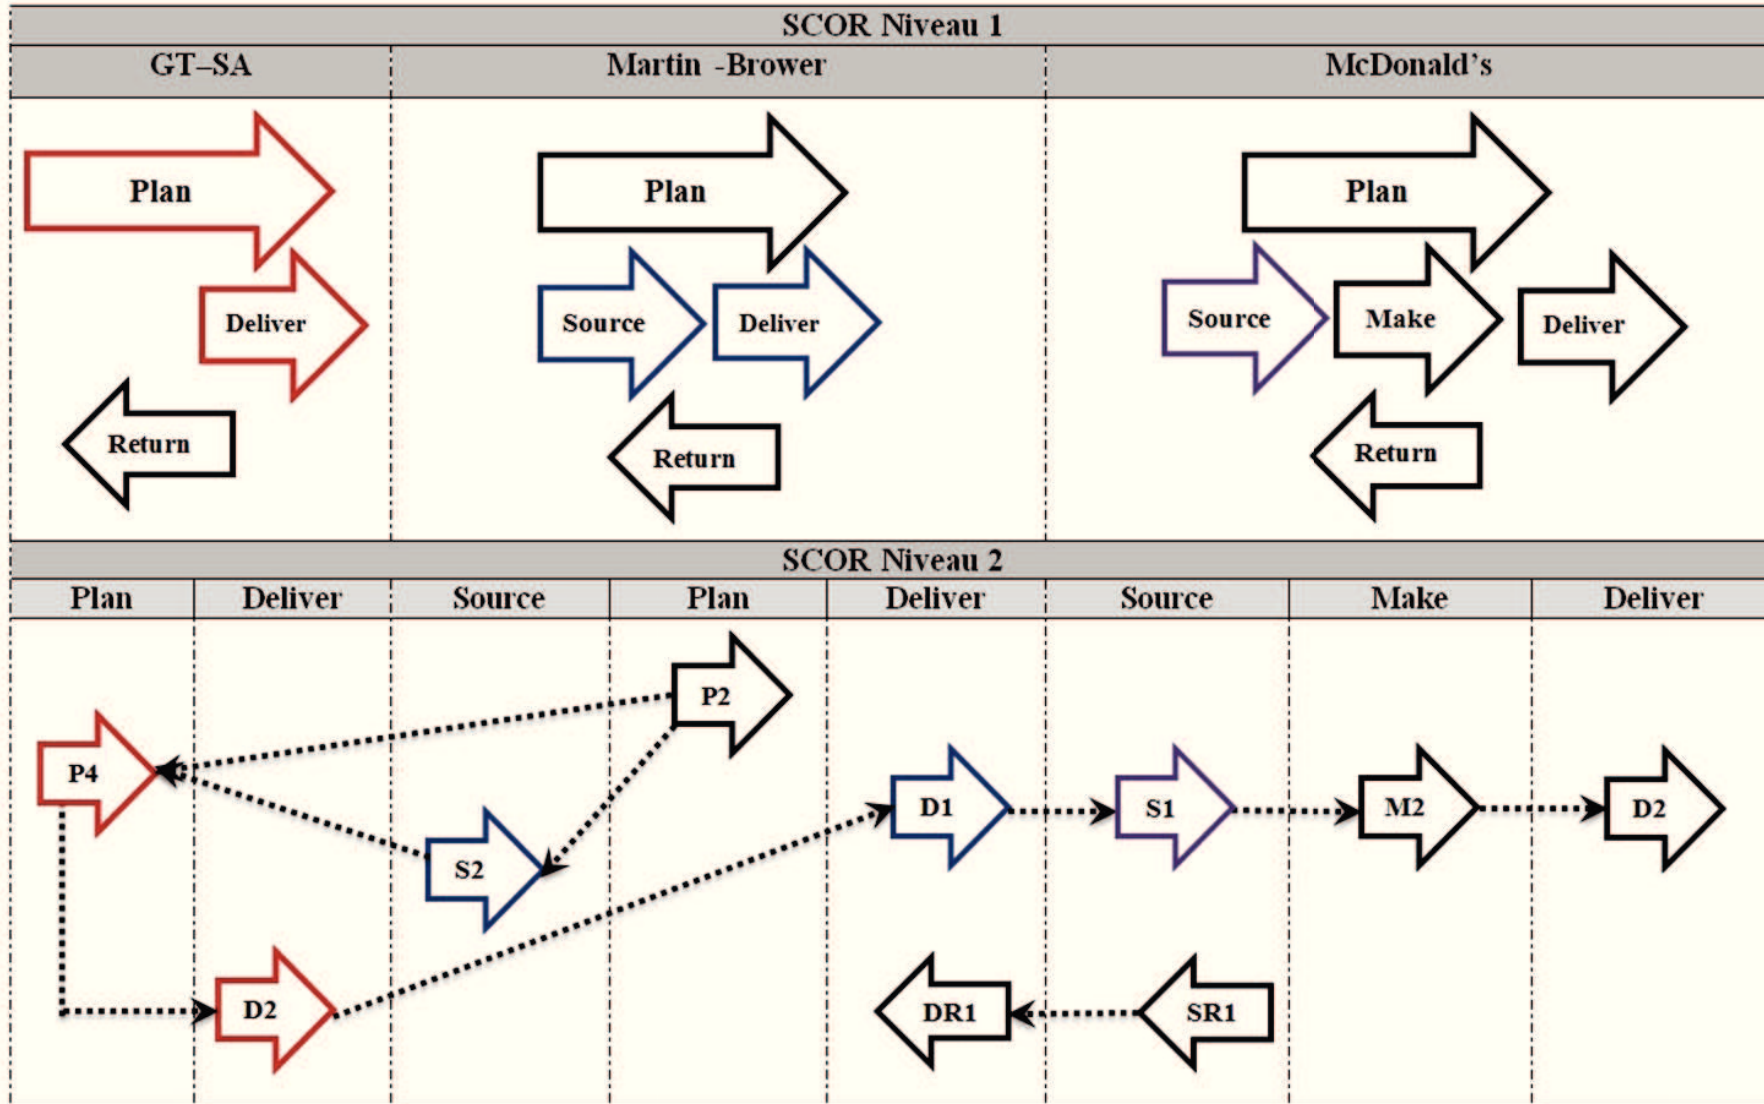 SCOR Niveau 1
GT–SA
Martin -Brower
McDonald's
Plan
Plan
Plan
Deliver
Source
Deliver
Source
Make
Deliver
Return
Return
Return
SCOR Niveau 2
Plan
Deliver
Source
Plan
Deliver
Source
Make
Deliver
P2
P4
D1
S1
M2
D2
S2
D2
DR1
SR1